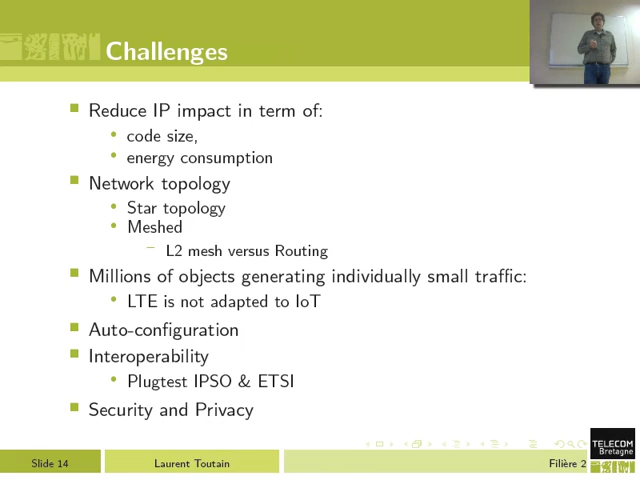 Challenges
Reduce IP impact in term of:
code size,
energy consumption
Network topology
Star topology
Meshed
L2 mesh versus Routing
Millions of objects generating individually small traffic:
LTE is not adapted to IoT
Auto-configuration
Interoperability
Plugtest IPSO & ETSI
Security and Privacy
TELECOM
Bretagne
Slide 14
Laurent Toutain
Filière 2